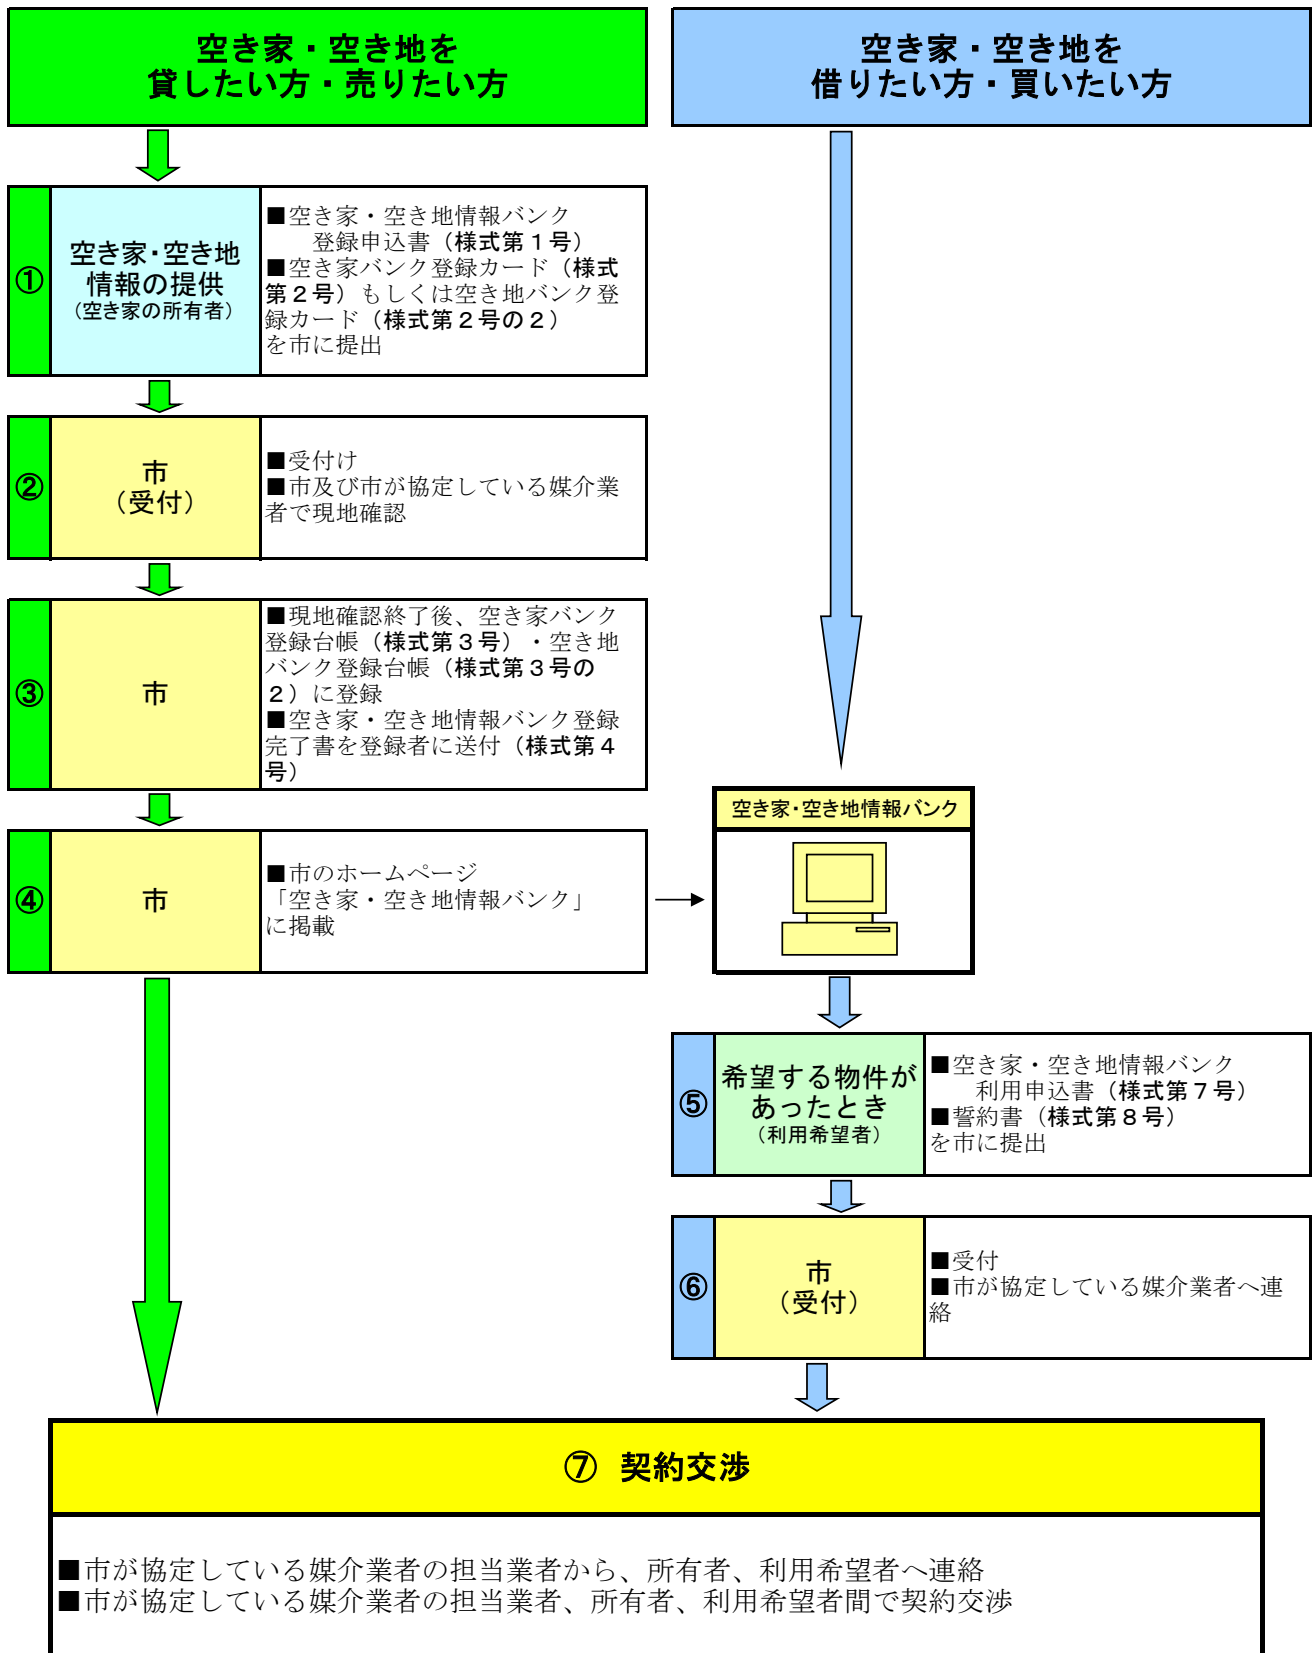 空き家・空き地を
貸したい方・売りたい方
空き家・空き地を
借りたい方・買いたい方
①
空き家・空き地
情報の提供
（空き家の所有者）
■空き家・空き地情報バンク
登録申込書（様式第１号）
■空き家バンク登録カード（様式
第２号）もしくは空き地バンク登
録カード（様式第２号の２）
を市に提出
②
市
（受付）
■受付け
■市及び市が協定している媒介業
者で現地確認
③
市
■現地確認終了後、空き家バンク
登録台帳（様式第３号）・空き地
バンク登録台帳（様式第３号の
２）に登録
■空き家・空き地情報バンク登録
完了書を登録者に送付（様式第４
号）
④
市
■市のホームページ
「空き家・空き地情報バンク」
に掲載
空き家・空き地情報バンク
⑤
希望する物件が
あったとき
（利用希望者）
■空き家・空き地情報バンク
利用申込書（様式第７号）
■誓約書（様式第８号）
を市に提出
⑥
市
（受付）
■受付
■市が協定している媒介業者へ連
絡
⑦ 契約交渉
■市が協定している媒介業者の担当業者から、所有者、利用希望者へ連絡
■市が協定している媒介業者の担当業者、所有者、利用希望者間で契約交渉